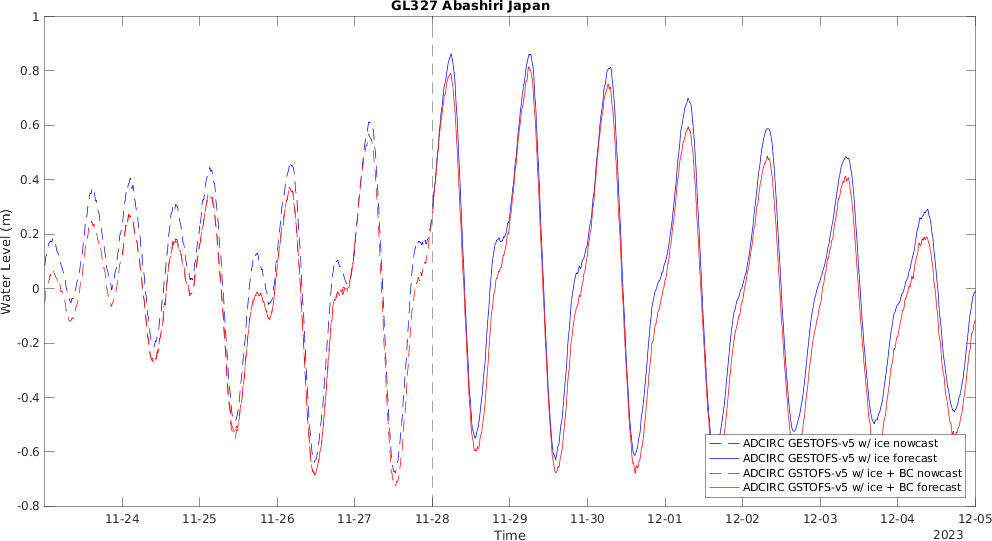 GL327 Abashiri Japan
1
0.8
0.6
0.4
0.2
0
-0.2
-0.4
-0.6
-0.8
Water Level (m)
ADCIRC GESTOFS-v5 w/ ice nowcast
ADCIRC GESTOFS-v5 w/ ice forecast
ADCIRC GSTOFS-v5 w/ ice + BC nowcast
ADCIRC GSTOFS-v5 w/ ice + BC forecast
11-24 11-25 11-26 11-27 11-28 11-29 11-30 12-01 12-02 12-03 12-04 12-05
Time
2023